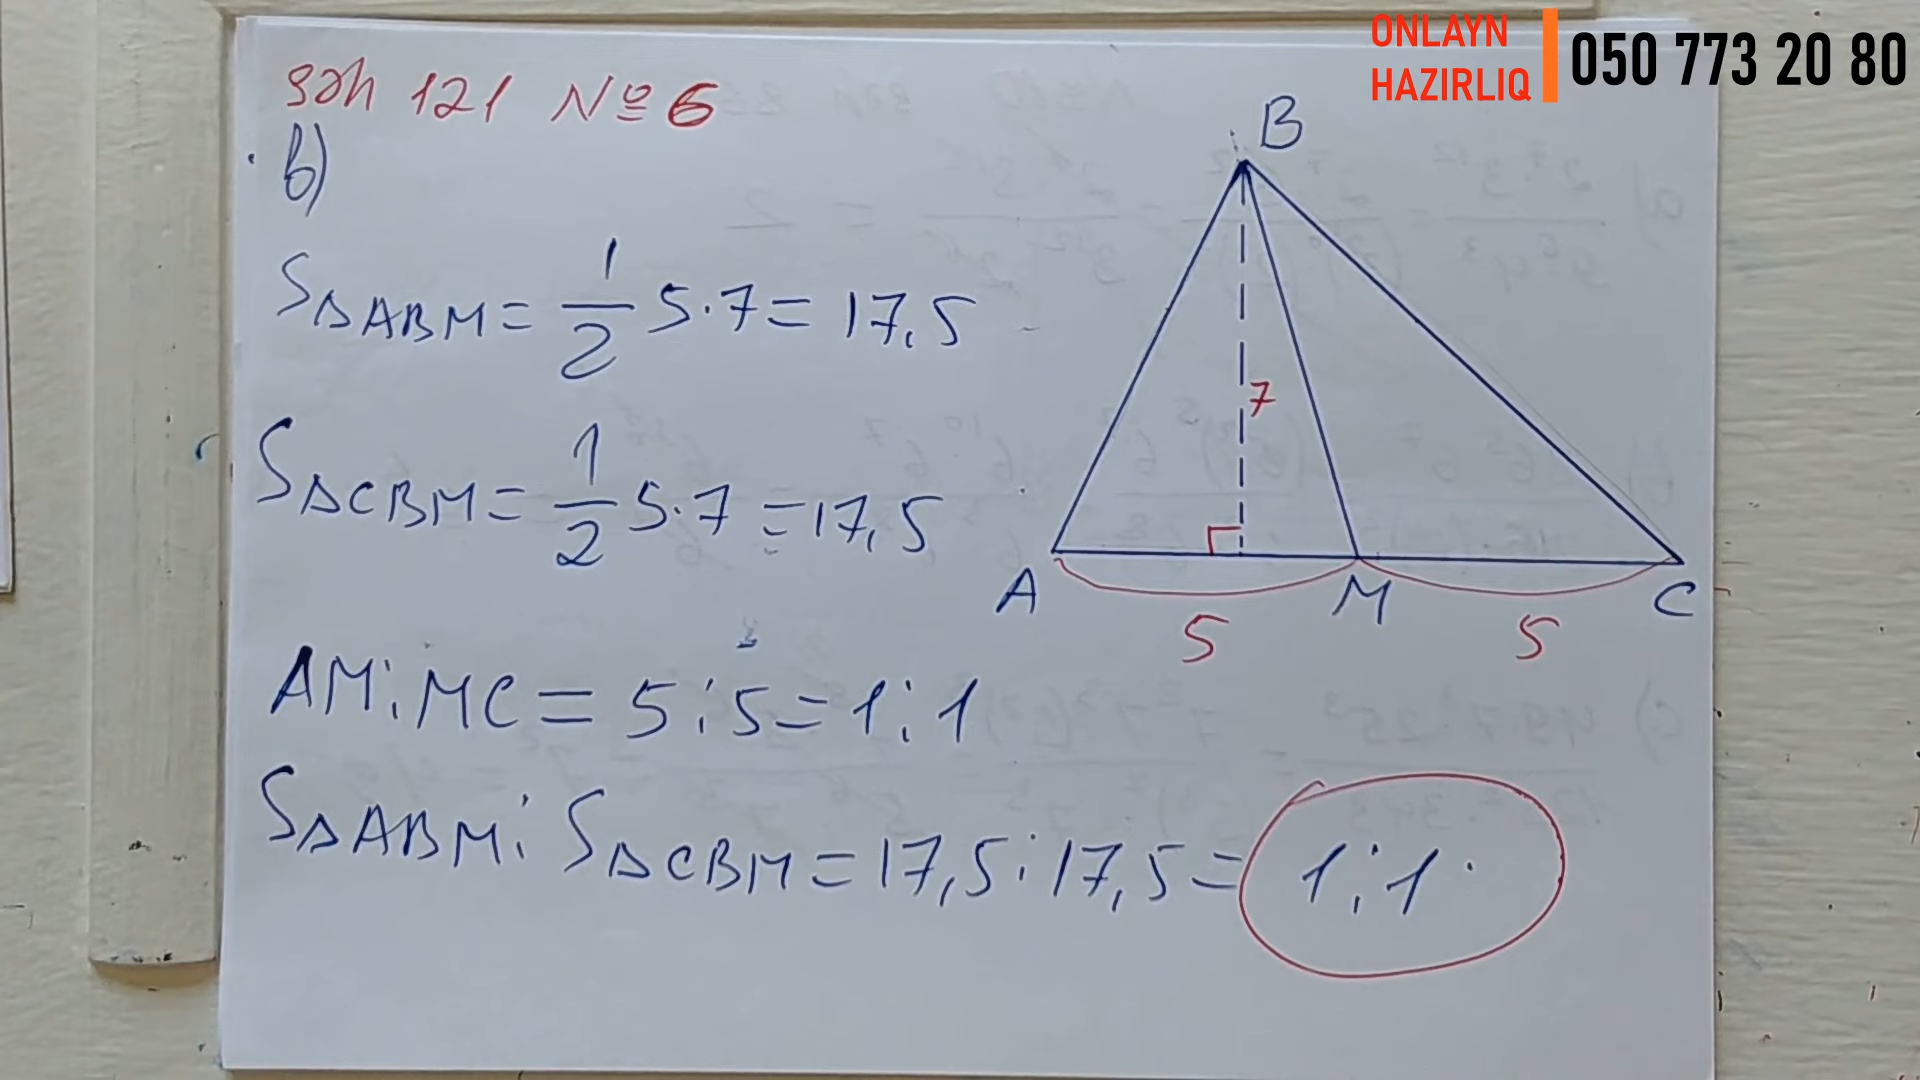 ONLAYN
HAZIRLIQ
050 773 20 80
səh 121 № 6
b)
S△ABM = 1/2 5·7 = 17,5
S△CBM = 1/2 5·7 = 17,5
AM:MC = 5:5 = 1:1
S△ABM : S△CBM = 17,5 : 17,5 = 1:1
B
7
A
M
C
5
5